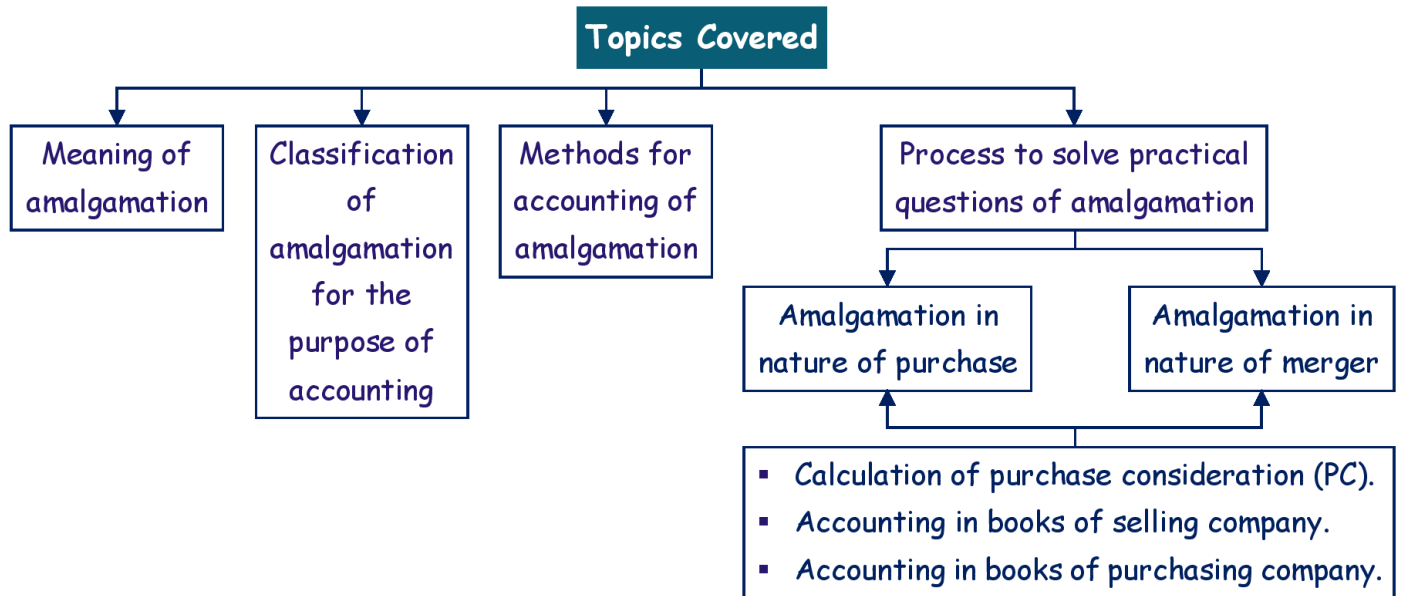 Topics Covered
Meaning of
amalgamation
Classification
of
amalgamation
for the
purpose of
accounting
Methods for
accounting of
amalgamation
Process to solve practical
questions of amalgamation
Amalgamation in
nature of purchase
Amalgamation in
nature of merger
▪ Calculation of purchase consideration (PC).
▪ Accounting in books of selling company.
▪ Accounting in books of purchasing company.